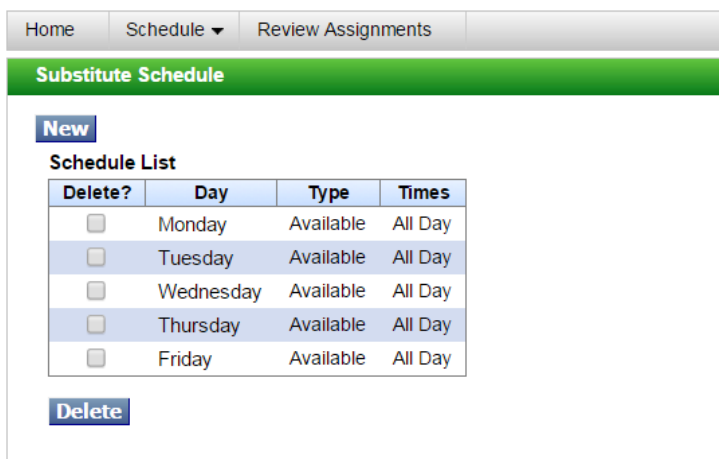 Home Schedule Review Assignments
Substitute Schedule
New
Schedule List
Delete? Day Type Times
Monday Available All Day
Tuesday Available All Day
Wednesday Available All Day
Thursday Available All Day
Friday Available All Day
Delete